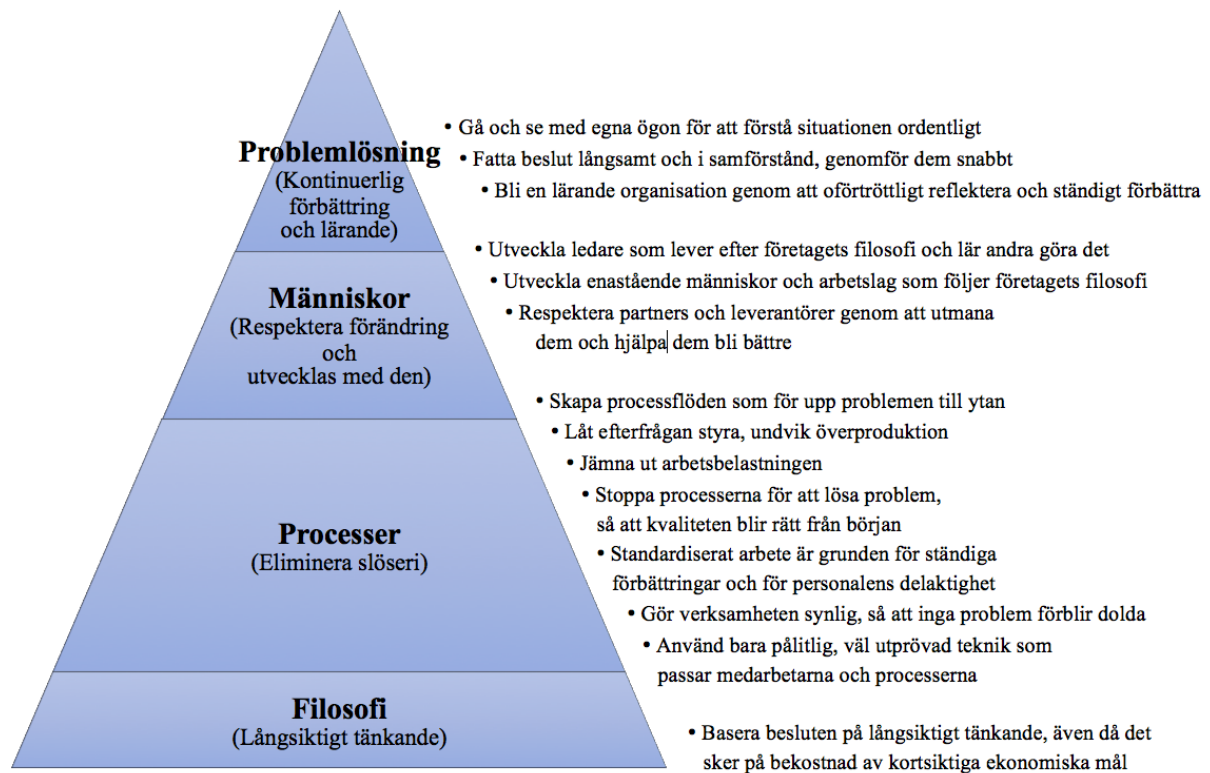 • Gå och se med egna ögon för att förstå situationen ordentligt
Problemlösning
• Fatta beslut långsamt och i samförstånd, genomför dem snabbt
(Kontinuerlig
förbättring
och lärande)
• Bli en lärande organisation genom att oförtröttligt reflektera och ständigt förbättra
• Utveckla ledare som lever efter företagets filosofi och lär andra göra det
Människor
(Respektera förändring
och
utvecklas med den)
• Utveckla enastående människor och arbetslag som följer företagets filosofi
• Respektera partners och leverantörer genom att utmana
dem och hjälpa dem bli bättre
• Skapa processflöden som för upp problemen till ytan
• Låt efterfrågan styra, undvik överproduktion
• Jämna ut arbetsbelastningen
• Stoppa processerna för att lösa problem,
så att kvaliteten blir rätt från början
Processer
(Eliminera slöseri)
• Standardiserat arbete är grunden för ständiga
förbättringar och för personalens delaktighet
• Gör verksamheten synlig, så att inga problem förblir dolda
• Använd bara pålitlig, väl utprövad teknik som
passar medarbetarna och processerna
Filosofi
(Långsiktigt tänkande)
• Basera besluten på långsiktigt tänkande, även då det
sker på bekostnad av kortsiktiga ekonomiska mål